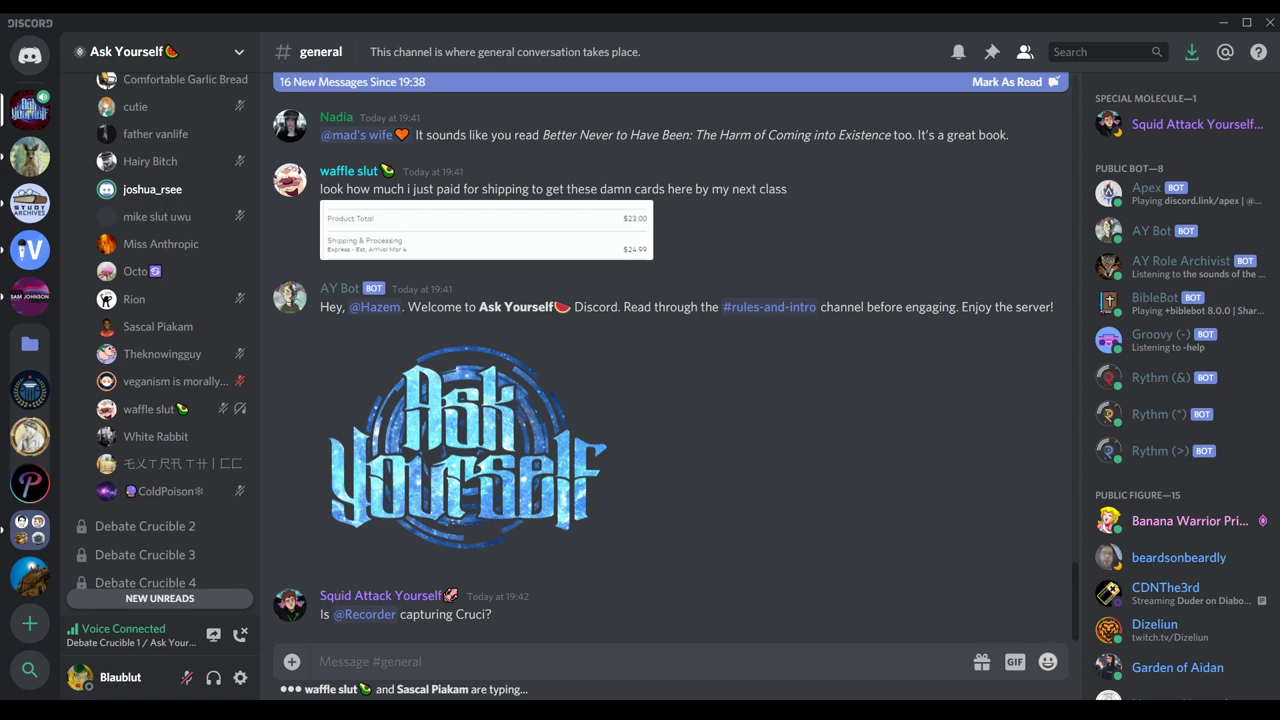 DISCORD
Ask Yourself🍉
Comfortable Garlic Bread
cutie
father vanlife
Hairy Bitch
joshua_rsee
mike slut uwu
Miss Anthropic
Octo
Rion
Sascal Piakam
Theknowingguy
veganism is morally...
waffle slut🥑
White Rabbit
🔮ColdPoison❄
Debate Crucible 2
Debate Crucible 3
Debate Crucible 4
NEW UNREADS
Voice Connected
Debate Crucible 1 / Ask Your...
Blaublut
# general
This channel is where general conversation takes place.
Search
16 New Messages Since 19:38
Mark As Read
Nadia Today at 19:41
@mad's wife🧡 It sounds like you read Better Never to Have Been: The Harm of Coming into Existence too. It's a great book.
waffle slut🥑 Today at 19:41
look how much i just paid for shipping to get these damn cards here by my next class
Product Total $23.00
Shipping & Processing
Express - Est. Arrival Mar 4 $24.99
AY Bot BOT Today at 19:41
Hey, @Hazem. Welcome to Ask Yourself🍉 Discord. Read through the #rules-and-intro channel before engaging. Enjoy the server!
Ask
Yourself
Squid Attack Yourself🦑 Today at 19:42
Is @Recorder capturing Cruci?
Message #general
GIF
waffle slut🥑 and Sascal Piakam are typing...
SPECIAL MOLECULE—1
Squid Attack Yourself...
PUBLIC BOT—8
Apex BOT
Playing discord.link/apex | @...
AY Bot BOT
AY Role Archivist BOT
Listening to the sounds of the ...
BibleBot BOT
Playing +biblebot 8.0.0 | Shar...
Groovy (-) BOT
Listening to -help
Rythm (&) BOT
Rythm (*) BOT
Rythm (>) BOT
PUBLIC FIGURE—15
Banana Warrior Pri...
beardsonbeardly
CDNThe3rd
Streaming Duder on Diabo...
Dizeliun
twitch.tv/Dizeliun
Garden of Aidan
STUDY
ARCHIVES
V
SAM JOHNSON